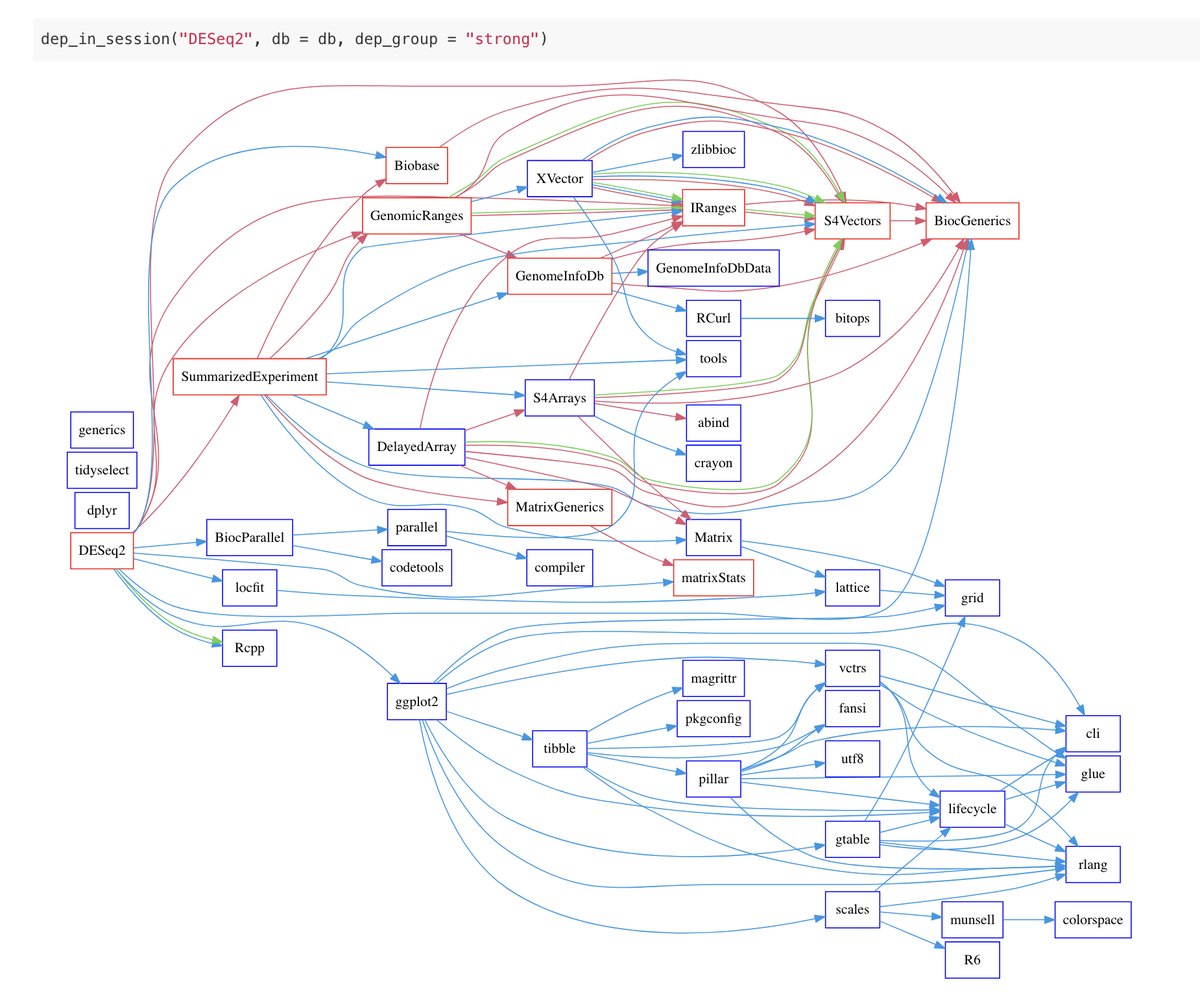 dep_in_session("DESeq2", db = db, dep_group = "strong")
zlibbioc
Biobase
XVector
GenomicRanges
IRanges
S4Vectors
BiocGenerics
GenomeInfoDb
GenomeInfoDbData
RCurl
bitops
tools
SummarizedExperiment
S4Arrays
abind
generics
DelayedArray
crayon
tidyselect
dplyr
MatrixGenerics
parallel
BiocParallel
Matrix
DESeq2
codetools
compiler
matrixStats
locfit
lattice
grid
Rcpp
vctrs
magrittr
ggplot2
fansi
pkgconfig
cli
tibble
utf8
glue
pillar
lifecycle
gtable
rlang
scales
munsell
colorspace
R6